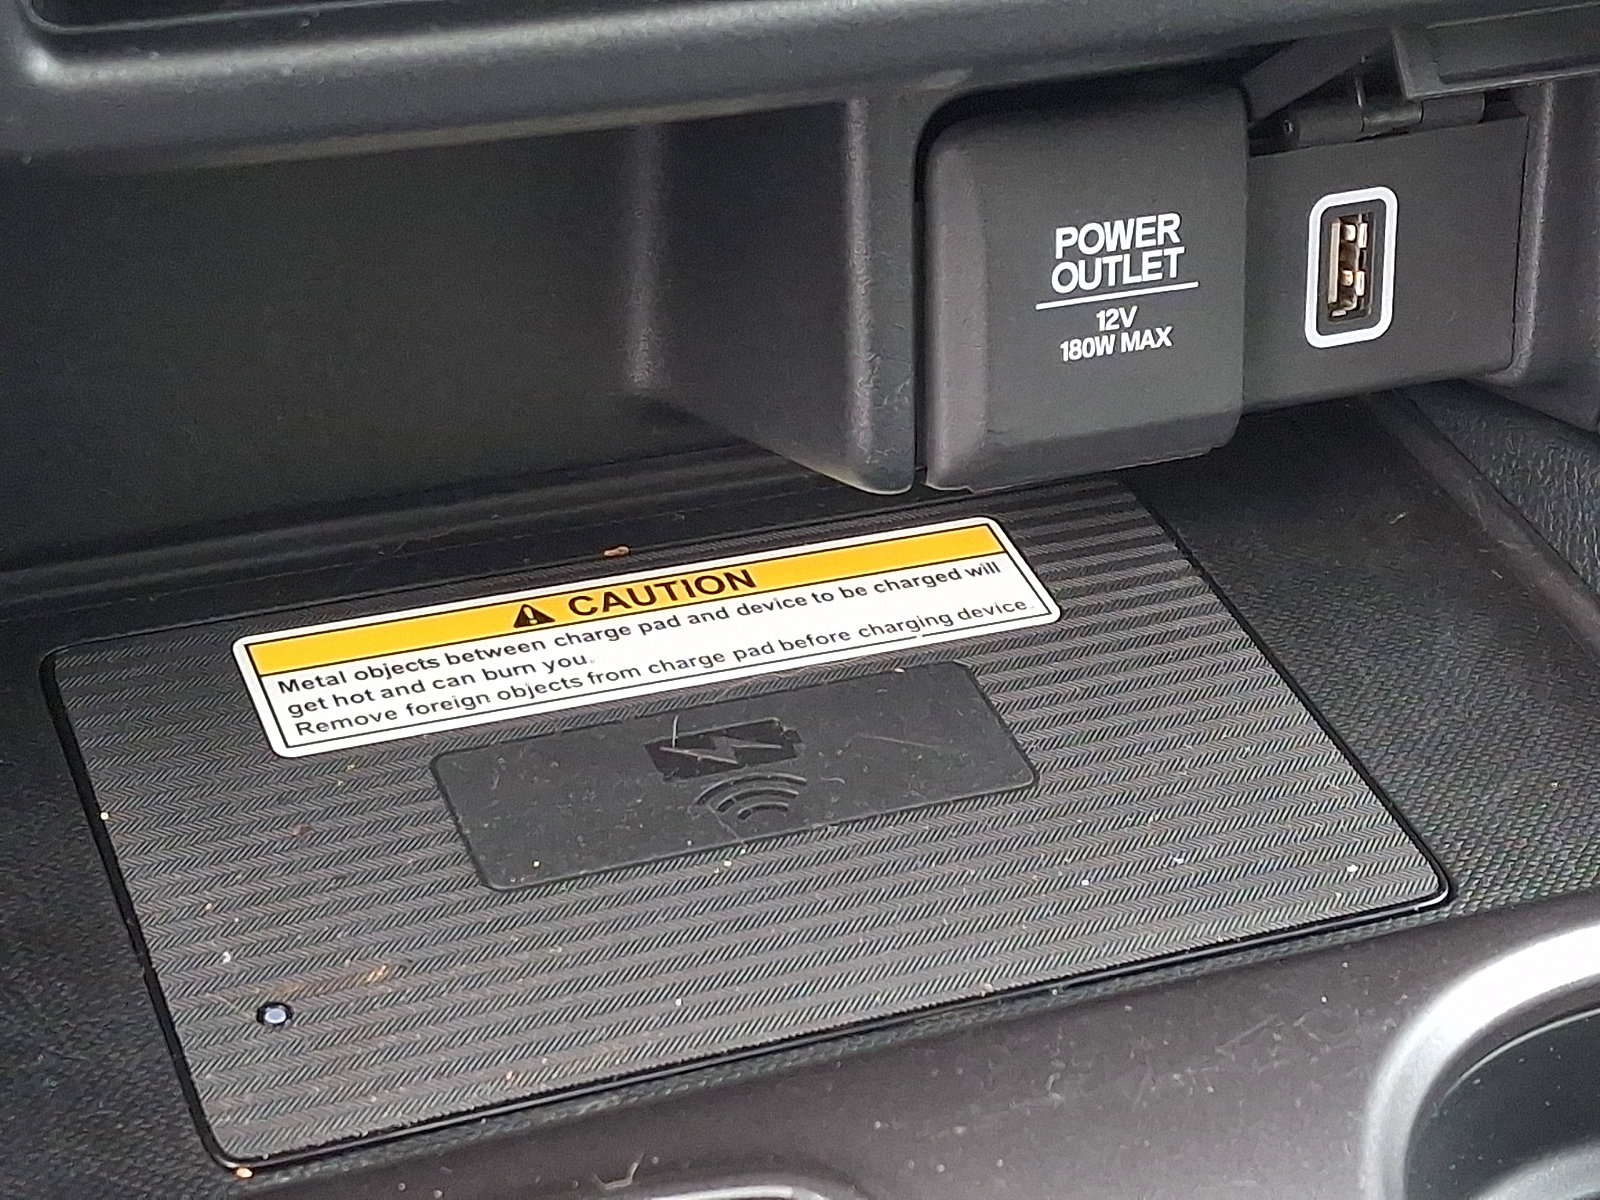 POWER
OUTLET
12V
180W MAX
CAUTION
Metal objects between charge pad and device to be charged will
get hot and can burn you.
Remove foreign objects from charge pad before charging device.